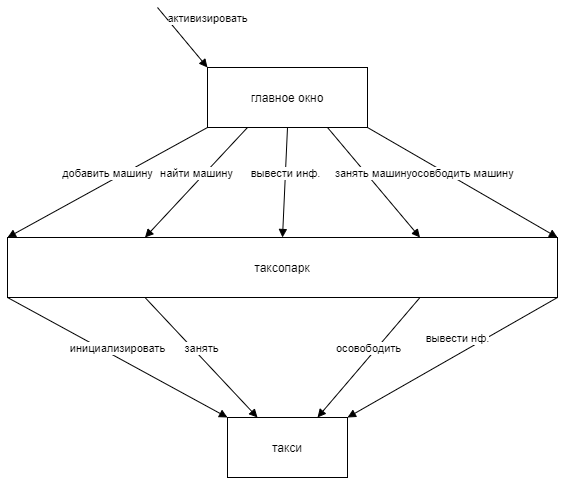 активизировать
главное окно
добавить машину
найти машину
вывести инф.
занять машину
осовбодить машину
таксопарк
инициализировать
занять
осовободить
вывести нф.
такси